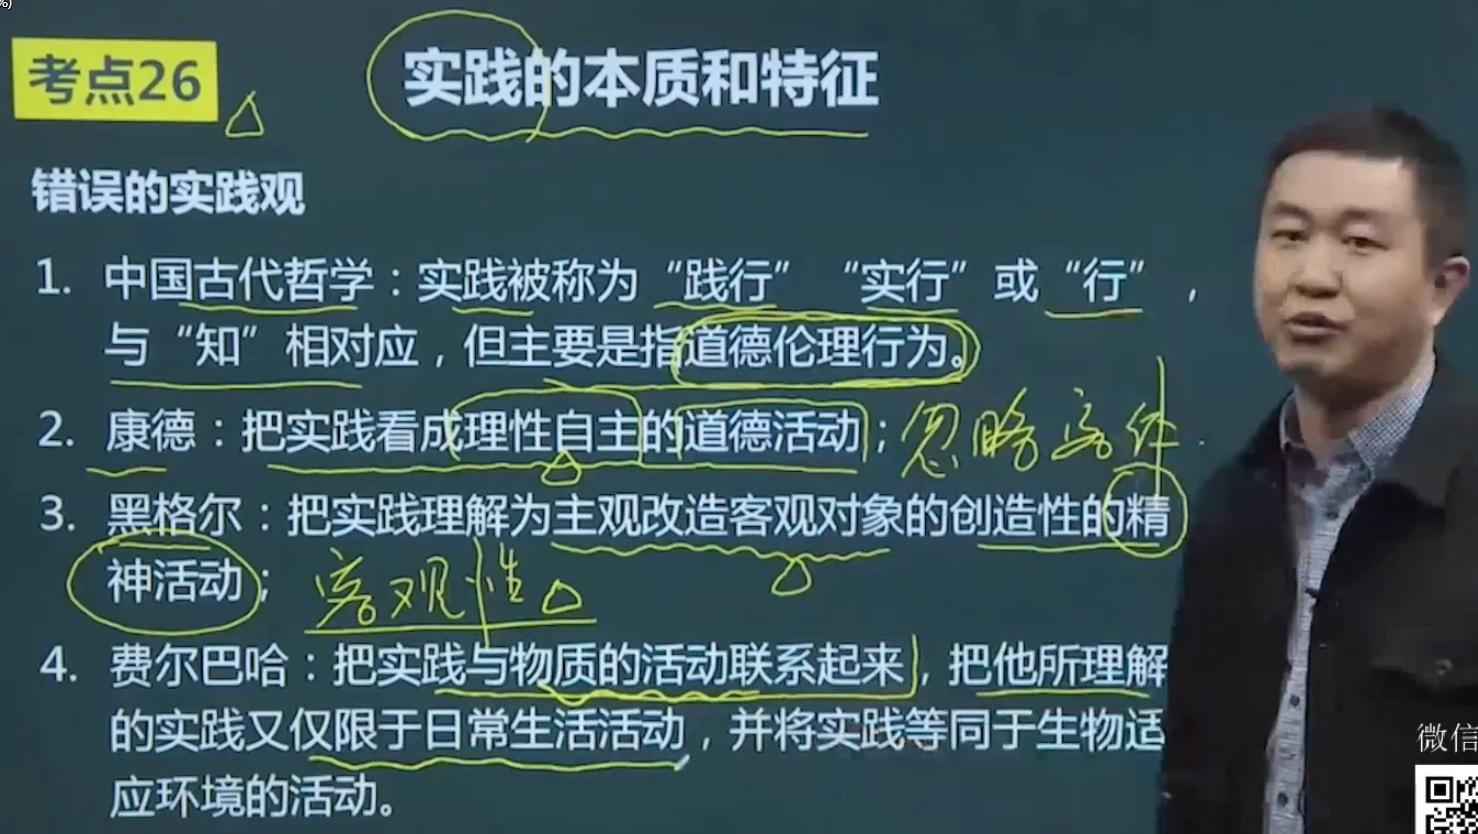 %)
考点26
实践的本质和特征
错误的实践观
1. 中国古代哲学：实践被称为“践行”“实行”或“行”，
与“知”相对应，但主要是指道德伦理行为。
2. 康德：把实践看成理性自主的道德活动；忽略客体
3. 黑格尔：把实践理解为主观改造客观对象的创造性的精
神活动；客观性
4. 费尔巴哈：把实践与物质的活动联系起来，把他所理解
的实践又仅限于日常生活活动，并将实践等同于生物适
应环境的活动。
微信